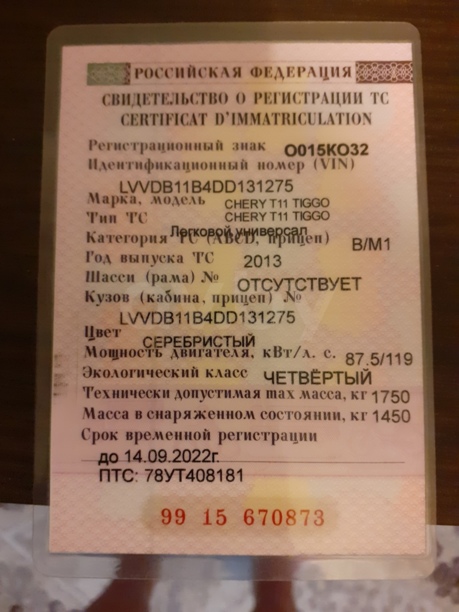 РОССИЙСКАЯ ФЕДЕРАЦИЯ
СВИДЕТЕЛЬСТВО О РЕГИСТРАЦИИ ТС
CERTIFICAT D'IMMATRICULATION
Регистрационный знак О015КО32
Идентификационный номер (VIN)
LVVDB11B4DD131275
Марка, модель CHERY T11 TIGGO
Тип ТС CHERY T11 TIGGO
Легковой универсал
Категория ТС (ABCD, прицеп) B/M1
Год выпуска ТС 2013
Шасси (рама) № ОТСУТСТВУЕТ
Кузов (кабина, прицеп) №
LVVDB11B4DD131275
Цвет СЕРЕБРИСТЫЙ
Мощность двигателя, кВт/л. с. 87.5/119
Экологический класс ЧЕТВЁРТЫЙ
Технически допустимая max масса, кг 1750
Масса в снаряженном состоянии, кг 1450
Срок временной регистрации
до 14.09.2022г.
ПТС: 78УТ408181
99 15 670873